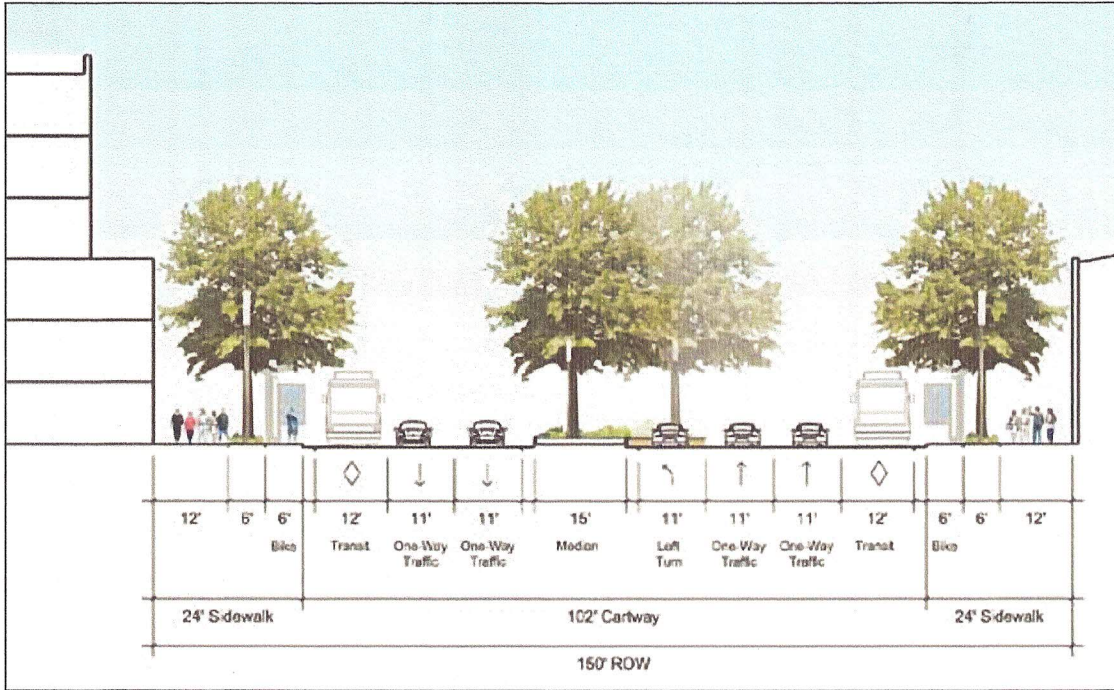 12' 6' 6' 12' 11' 11' 15' 11' 11' 11' 12' 6' 6' 12'
Bike Transit One-Way Traffic One-Way Traffic Median Left Turn One-Way Traffic One-Way Traffic Transit Bike
24' Sidewalk 102' Cartway 24' Sidewalk
150' ROW